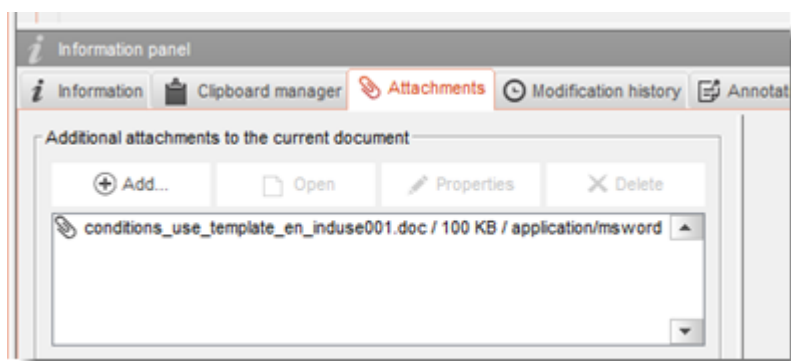 Information panel
Information Clipboard manager Attachments Modification history Annotat
Additional attachments to the current document
Add... Open Properties Delete
conditions_use_template_en_induse001.doc / 100 KB / application/msword